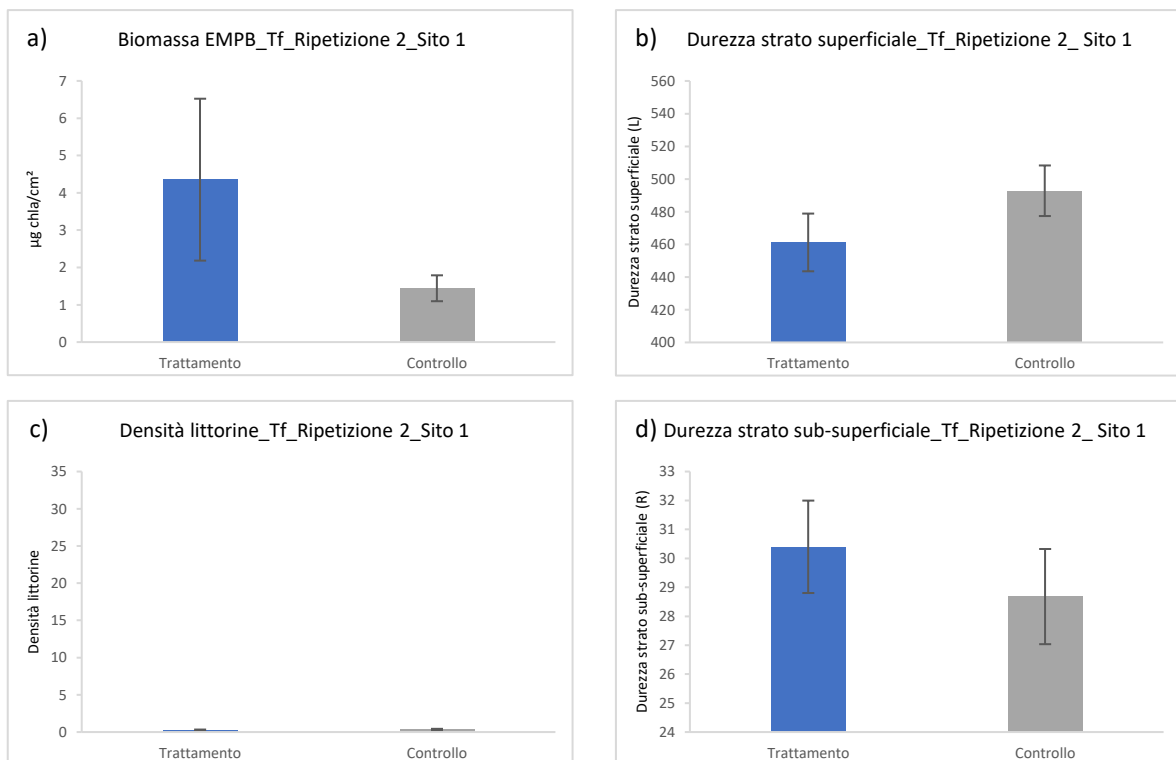 a) Biomassa EMPB_Tf_Ripetizione 2_Sito 1
7
6
5
4
3
2
1
0
µg chla/cm²
Trattamento
Controllo
b) Durezza strato superficiale_Tf_Ripetizione 2_ Sito 1
560
540
520
500
480
460
440
420
400
Durezza strato superficiale (L)
Trattamento
Controllo
c) Densità littorine_Tf_Ripetizione 2_Sito 1
35
30
25
20
15
10
5
0
Densità littorine
Trattamento
Controllo
d) Durezza strato sub-superficiale_Tf_Ripetizione 2_ Sito 1
33
32
31
30
29
28
27
26
25
24
Durezza strato sub-superficiale (R)
Trattamento
Controllo